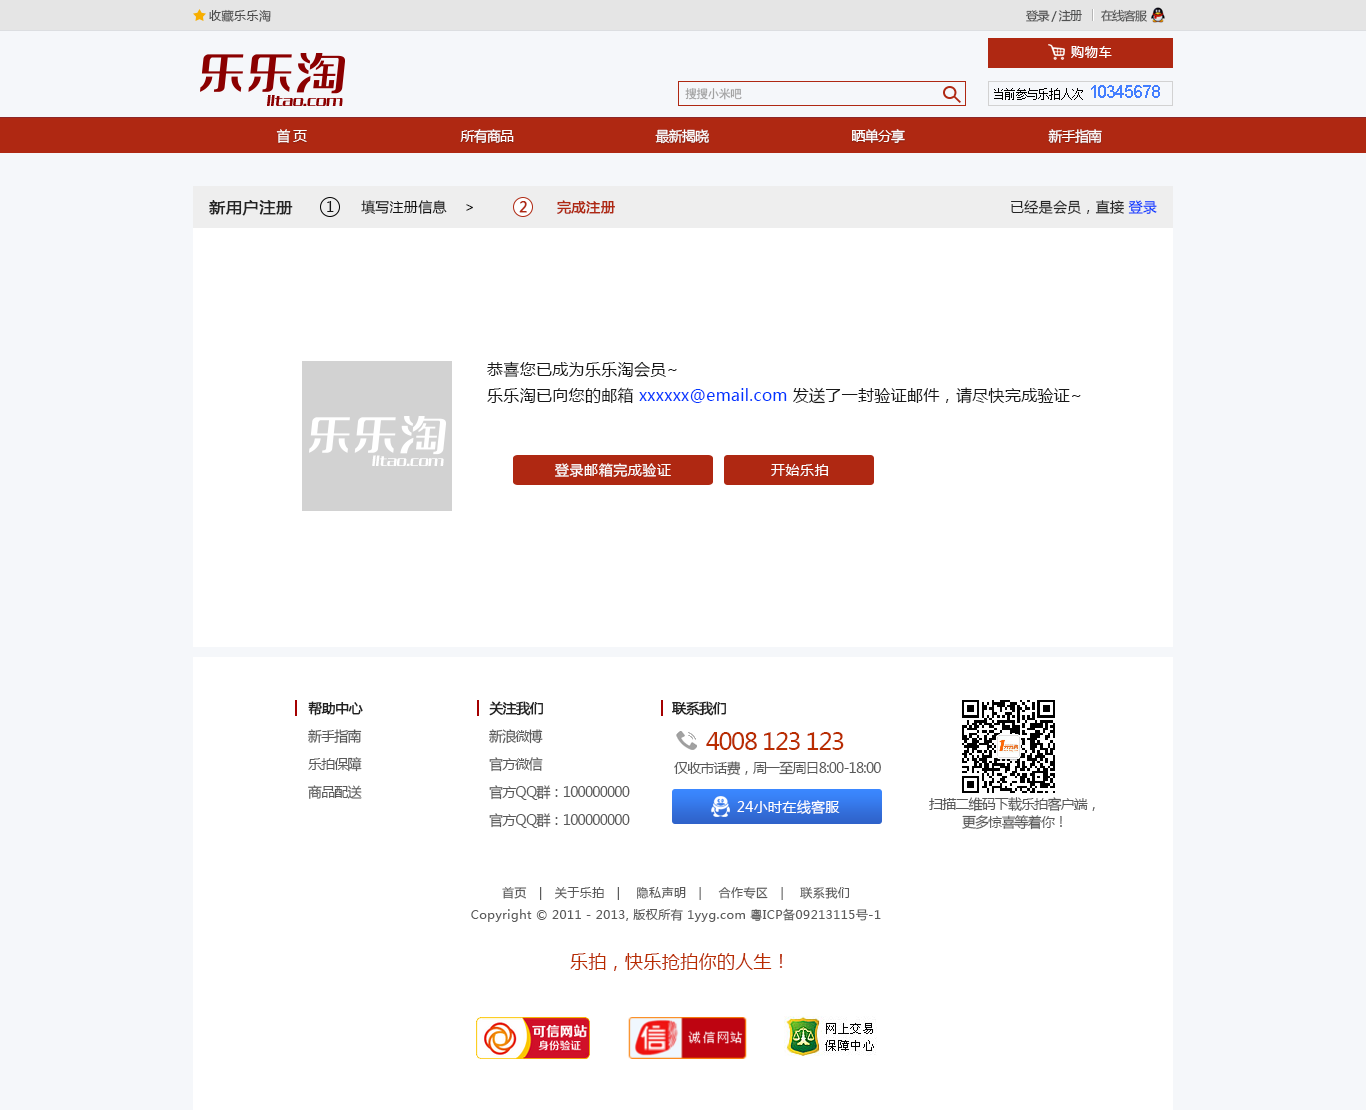 收藏乐乐淘
登录 / 注册 | 在线客服
乐乐淘
lltao.com
购物车
搜搜小米吧
当前参与乐拍人次 10345678
首 页 所有商品 最新揭晓 晒单分享 新手指南
新用户注册 ① 填写注册信息 > ② 完成注册 已经是会员，直接 登录
恭喜您已成为乐乐淘会员~
乐乐淘已向您的邮箱 xxxxxx@email.com 发送了一封验证邮件，请尽快完成验证~
乐乐淘
lltao.com
登录邮箱完成验证 开始乐拍
帮助中心
新手指南
乐拍保障
商品配送
关注我们
新浪微博
官方微信
官方QQ群：100000000
官方QQ群：100000000
联系我们
4008 123 123
仅收市话费，周一至周日8:00-18:00
24小时在线客服
扫描二维码下载乐拍客户端，
更多惊喜等着你！
首页 | 关于乐拍 | 隐私声明 | 合作专区 | 联系我们
Copyright © 2011 - 2013, 版权所有 1yyg.com 粤ICP备09213115号-1
乐拍，快乐抢拍你的人生！
可信网站
身份验证
信 诚信网站
网上交易
保障中心